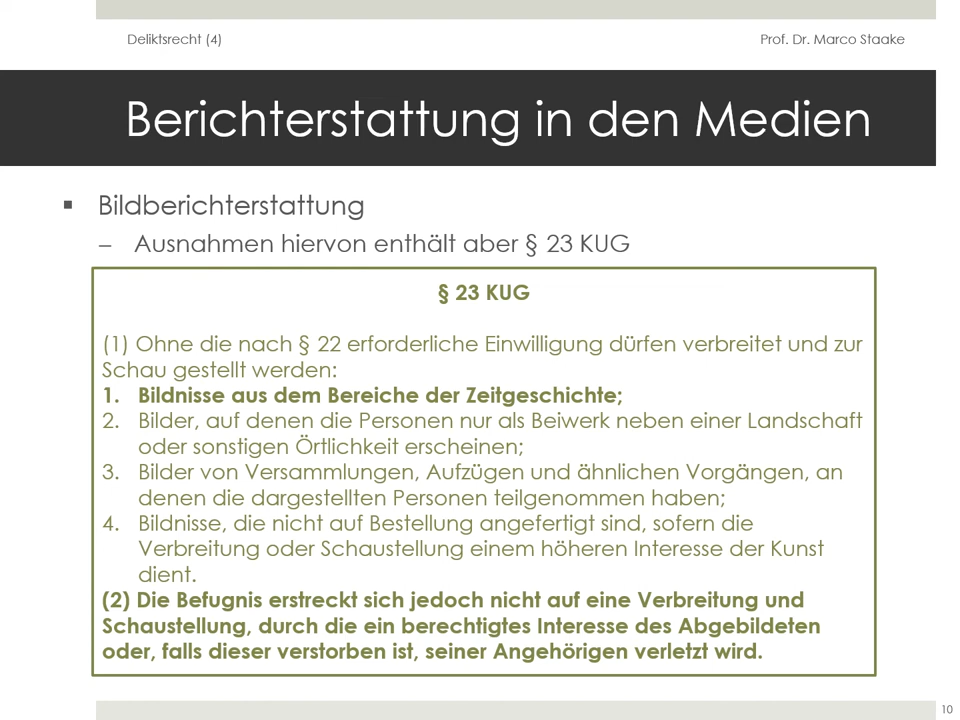 Deliktsrecht (4)
Prof. Dr. Marco Staake
Berichterstattung in den Medien
▪ Bildberichterstattung
– Ausnahmen hiervon enthält aber § 23 KUG
§ 23 KUG
(1) Ohne die nach § 22 erforderliche Einwilligung dürfen verbreitet und zur
Schau gestellt werden:
1. Bildnisse aus dem Bereiche der Zeitgeschichte;
2. Bilder, auf denen die Personen nur als Beiwerk neben einer Landschaft
oder sonstigen Örtlichkeit erscheinen;
3. Bilder von Versammlungen, Aufzügen und ähnlichen Vorgängen, an
denen die dargestellten Personen teilgenommen haben;
4. Bildnisse, die nicht auf Bestellung angefertigt sind, sofern die
Verbreitung oder Schaustellung einem höheren Interesse der Kunst
dient.
(2) Die Befugnis erstreckt sich jedoch nicht auf eine Verbreitung und
Schaustellung, durch die ein berechtigtes Interesse des Abgebildeten
oder, falls dieser verstorben ist, seiner Angehörigen verletzt wird.
10